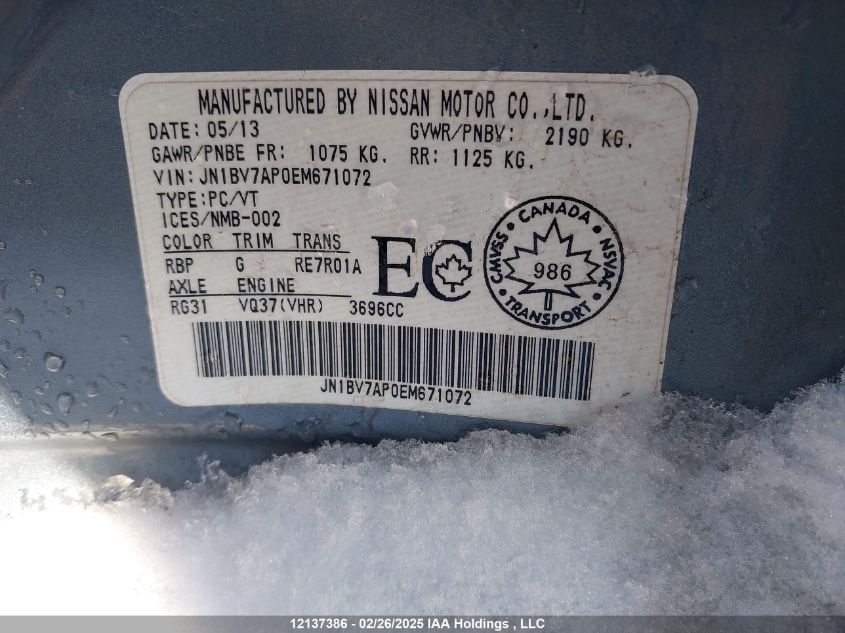 MANUFACTURED BY NISSAN MOTOR CO.,LTD.
DATE: 05/13 GVWR/PNBV: 2190 KG.
GAWR/PNBE FR: 1075 KG. RR: 1125 KG.
VIN: JN1BV7AP0EM671072
TYPE:PC/VT
ICES/NMB-002
COLOR TRIM TRANS
RBP G RE7R01A
AXLE ENGINE
RG31 VQ37(VHR) 3696CC
EC
CANADA
CMVSS NSVAC
986
TRANSPORT
JN1BV7AP0EM671072
12137386 - 02/26/2025 IAA Holdings , LLC